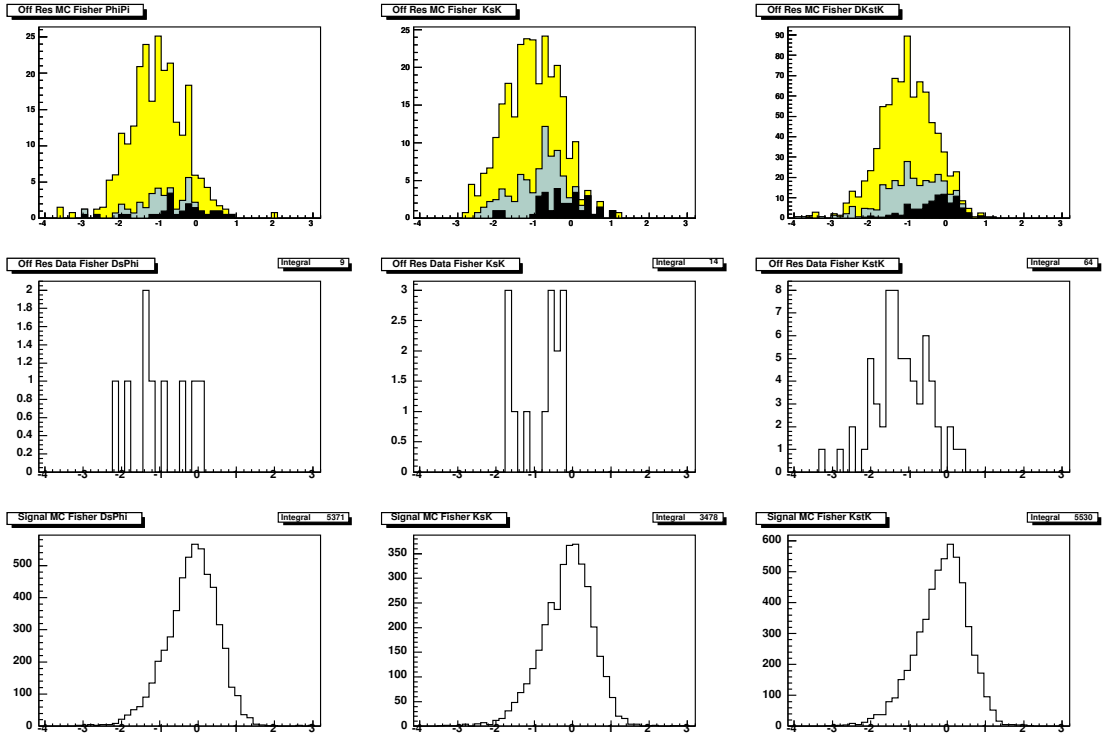 Off Res MC Fisher PhiPi
Off Res MC Fisher KsK
Off Res MC Fisher DKstK
25
20
15
10
5
0
-4 -3 -2 -1 0 1 2 3
25
20
15
10
5
0
-4 -3 -2 -1 0 1 2 3
90
80
70
60
50
40
30
20
10
0
-4 -3 -2 -1 0 1 2 3
Off Res Data Fisher DsPhi
Integral 9
Off Res Data Fisher KsK
Integral 14
Off Res Data Fisher KstK
Integral 64
2
1.8
1.6
1.4
1.2
1
0.8
0.6
0.4
0.2
0
-4 -3 -2 -1 0 1 2 3
3
2.5
2
1.5
1
0.5
0
-4 -3 -2 -1 0 1 2 3
8
7
6
5
4
3
2
1
0
-4 -3 -2 -1 0 1 2 3
Signal MC Fisher DsPhi
Integral 5371
Signal MC Fisher KsK
Integral 3478
Signal MC Fisher KstK
Integral 5530
500
400
300
200
100
0
-4 -3 -2 -1 0 1 2 3
350
300
250
200
150
100
50
0
-4 -3 -2 -1 0 1 2 3
600
500
400
300
200
100
0
-4 -3 -2 -1 0 1 2 3